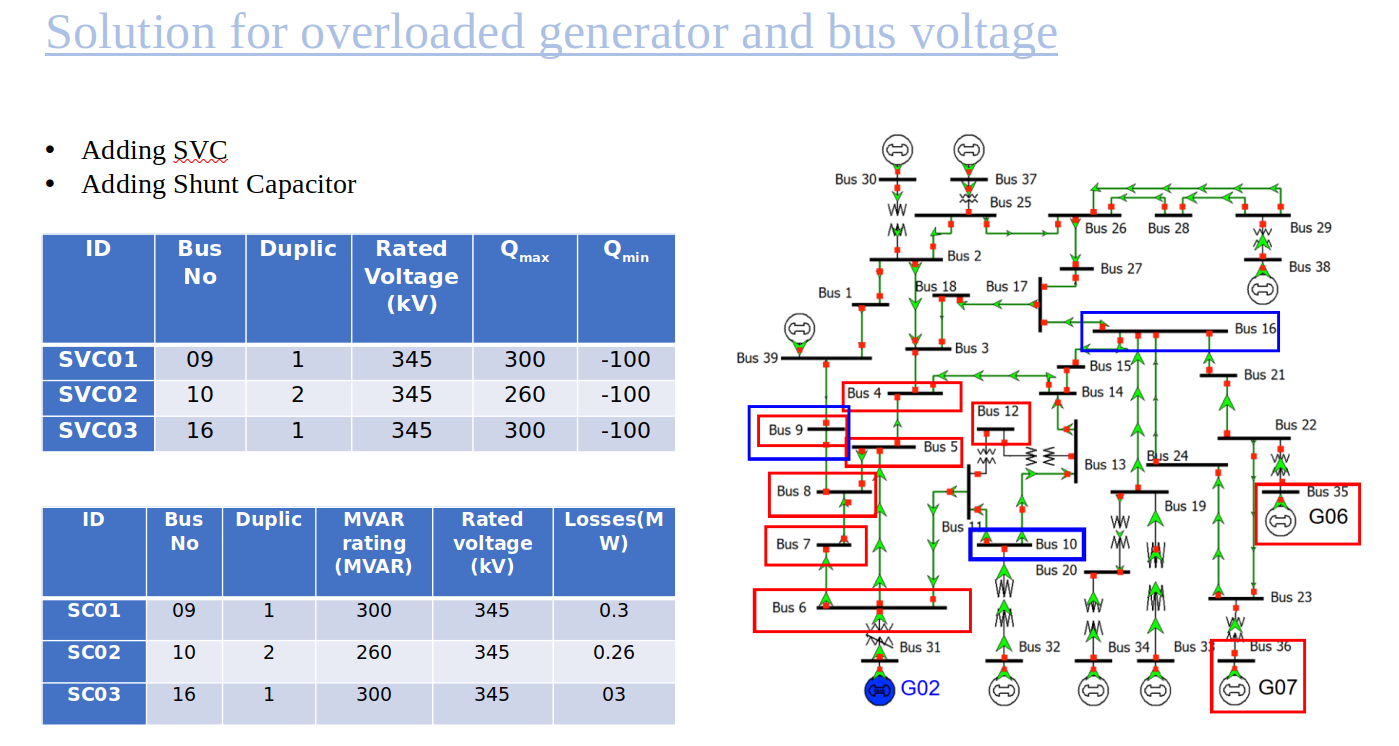 Solution for overloaded generator and bus voltage
• Adding SVC
• Adding Shunt Capacitor
ID Bus No Duplic Rated Voltage (kV) Qmax Qmin
SVC01 09 1 345 300 -100
SVC02 10 2 345 260 -100
SVC03 16 1 345 300 -100
ID Bus No Duplic MVAR rating (MVAR) Rated voltage (kV) Losses(M W)
SC01 09 1 300 345 0.3
SC02 10 2 260 345 0.26
SC03 16 1 300 345 03
Bus 30
Bus 37
Bus 25
Bus 26
Bus 28
Bus 29
Bus 2
Bus 27
Bus 38
Bus 1
Bus 18
Bus 17
Bus 16
Bus 39
Bus 3
Bus 15
Bus 21
Bus 4
Bus 14
Bus 12
Bus 9
Bus 22
Bus 5
Bus 24
Bus 13
Bus 8
Bus 35
G06
Bus 19
Bus 11
Bus 7
Bus 10
Bus 20
Bus 6
Bus 23
Bus 31
Bus 32
Bus 34
Bus 33
Bus 36
G02
G07